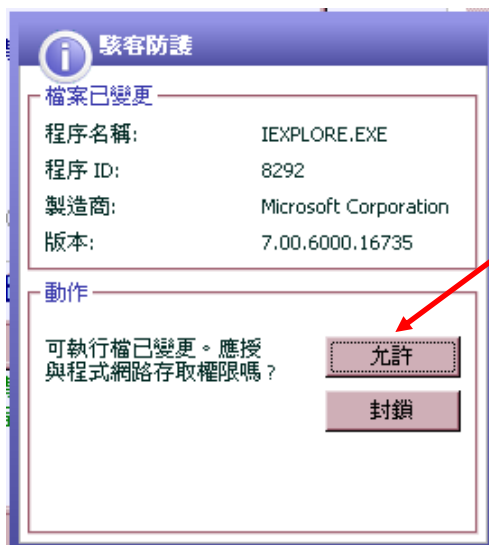 駭客防護
檔案已變更
程序名稱: IEXPLORE.EXE
程序 ID: 8292
製造商: Microsoft Corporation
版本: 7.00.6000.16735
動作
可執行檔已變更。應授
與程式網路存取權限嗎?
允許
封鎖